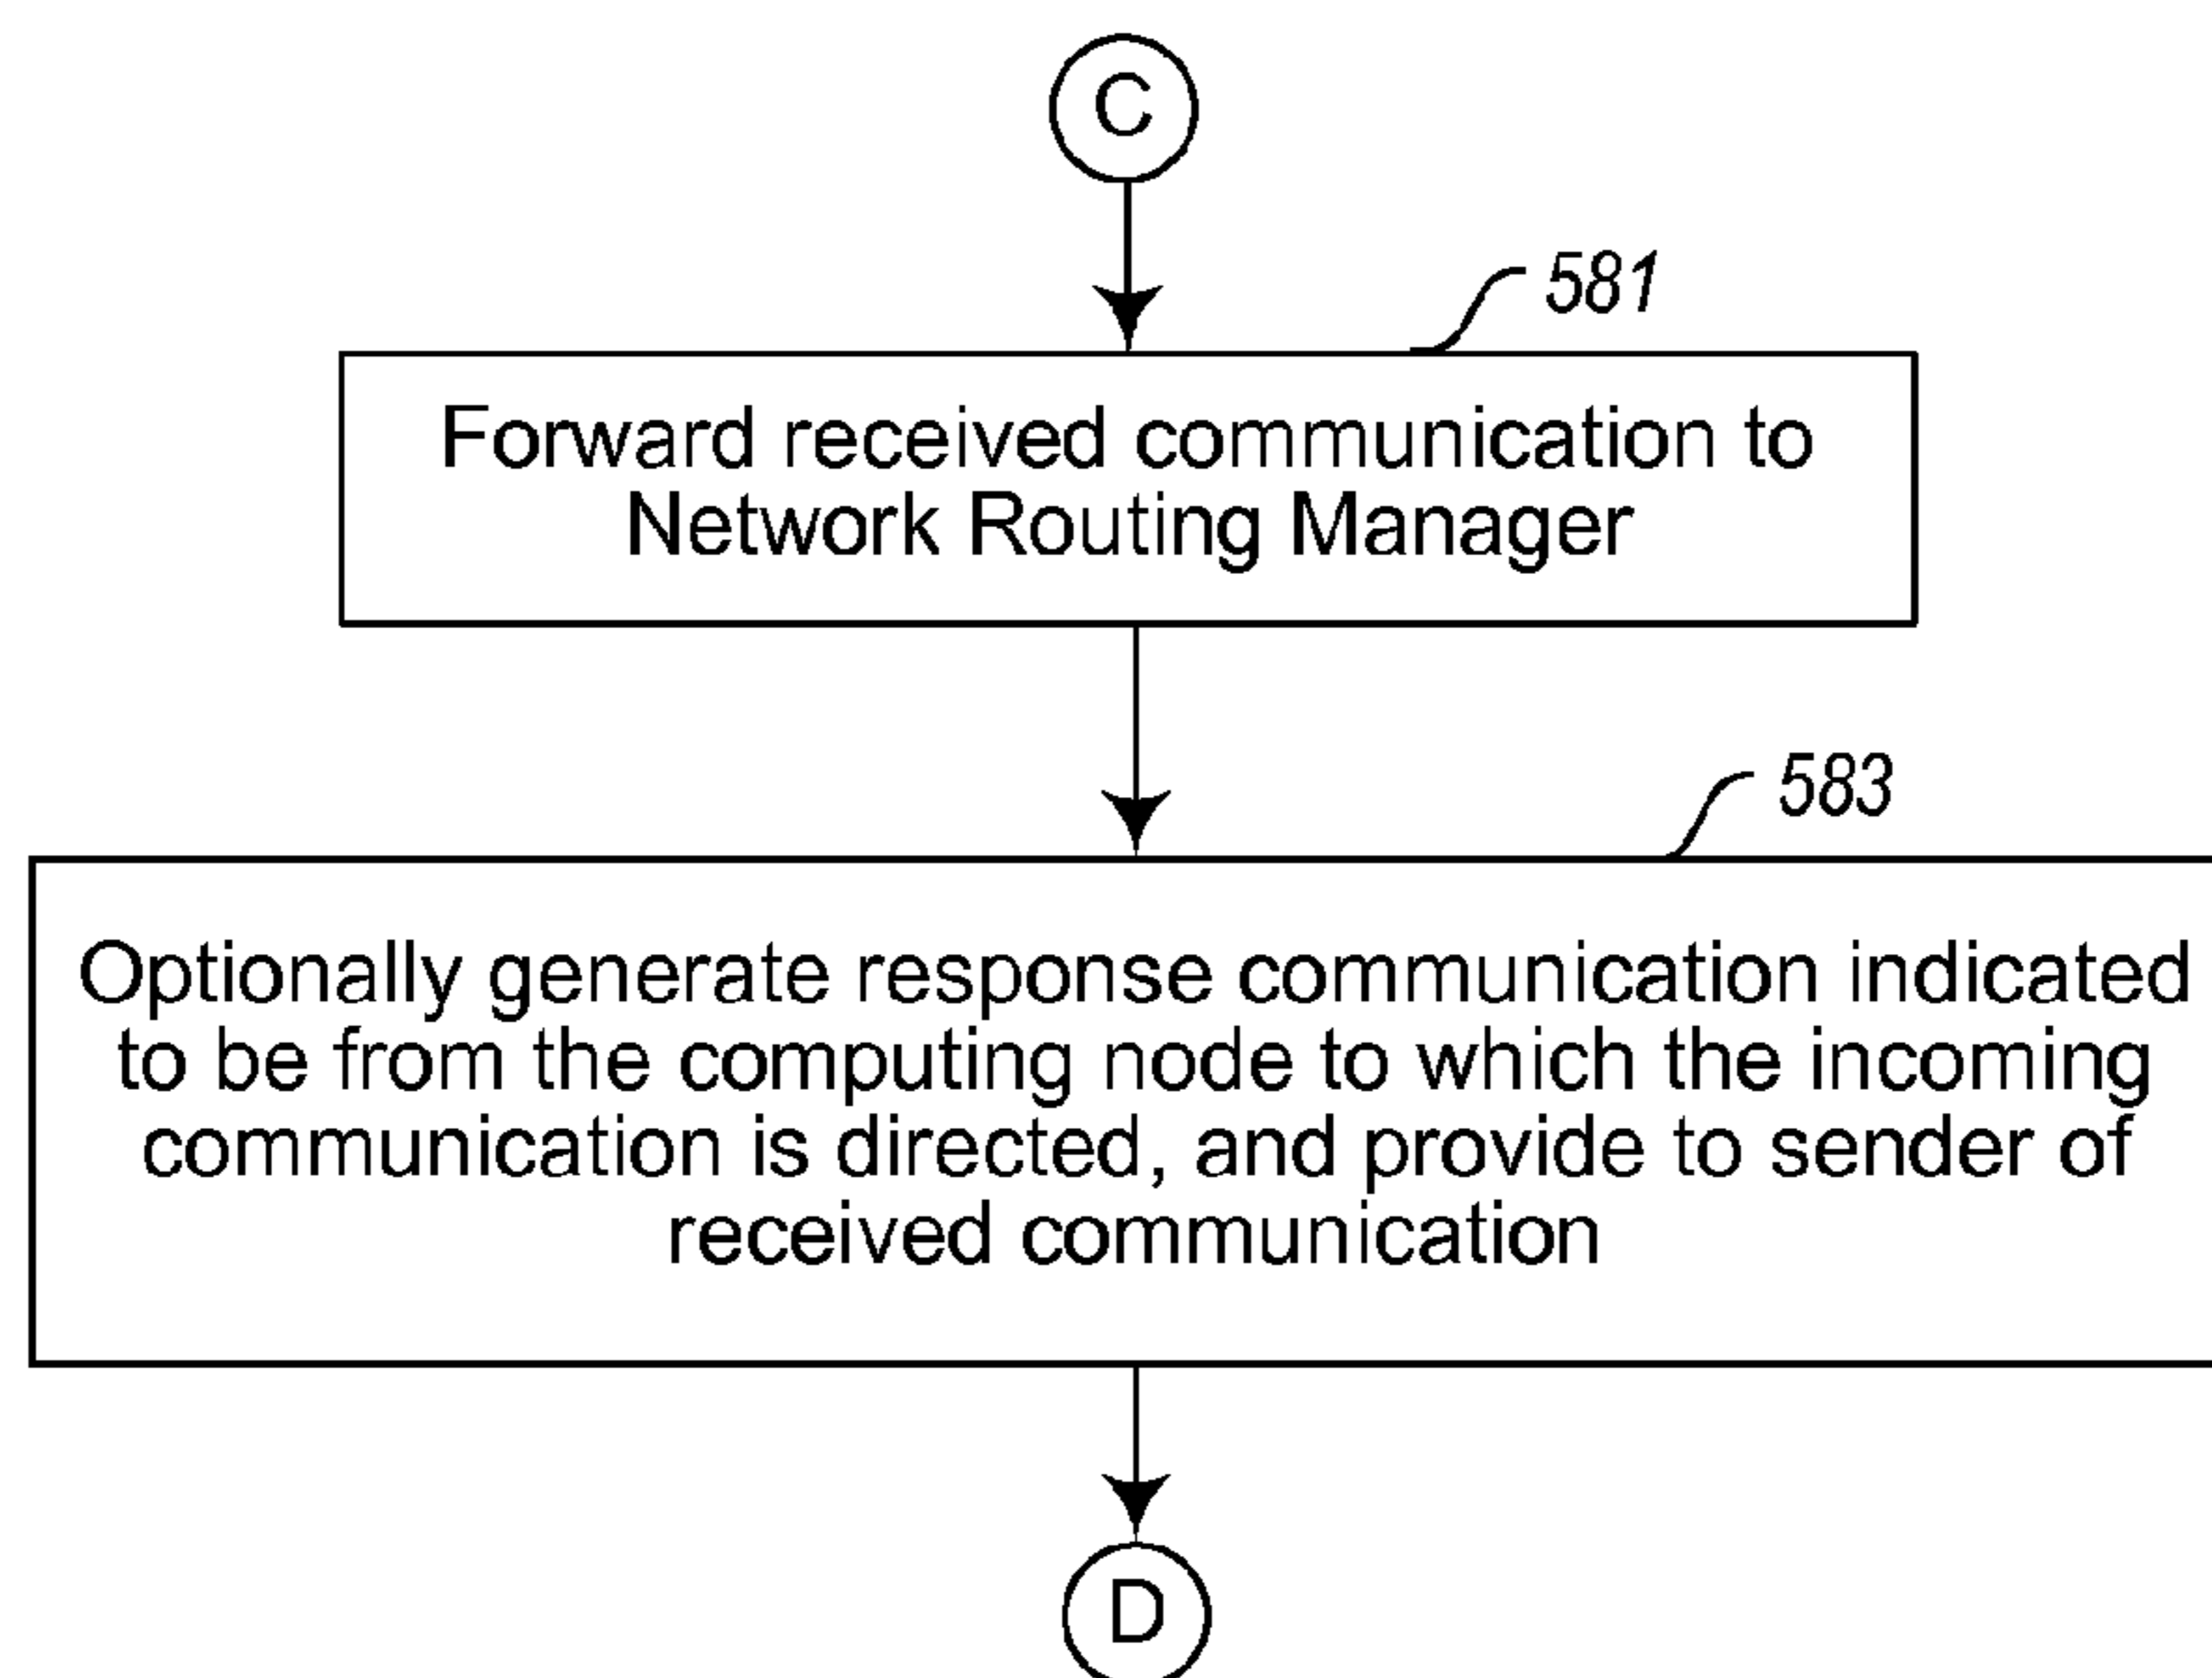 C
581
Forward received communication to
Network Routing Manager
583
Optionally generate response communication indicated
to be from the computing node to which the incoming
communication is directed, and provide to sender of
received communication
D